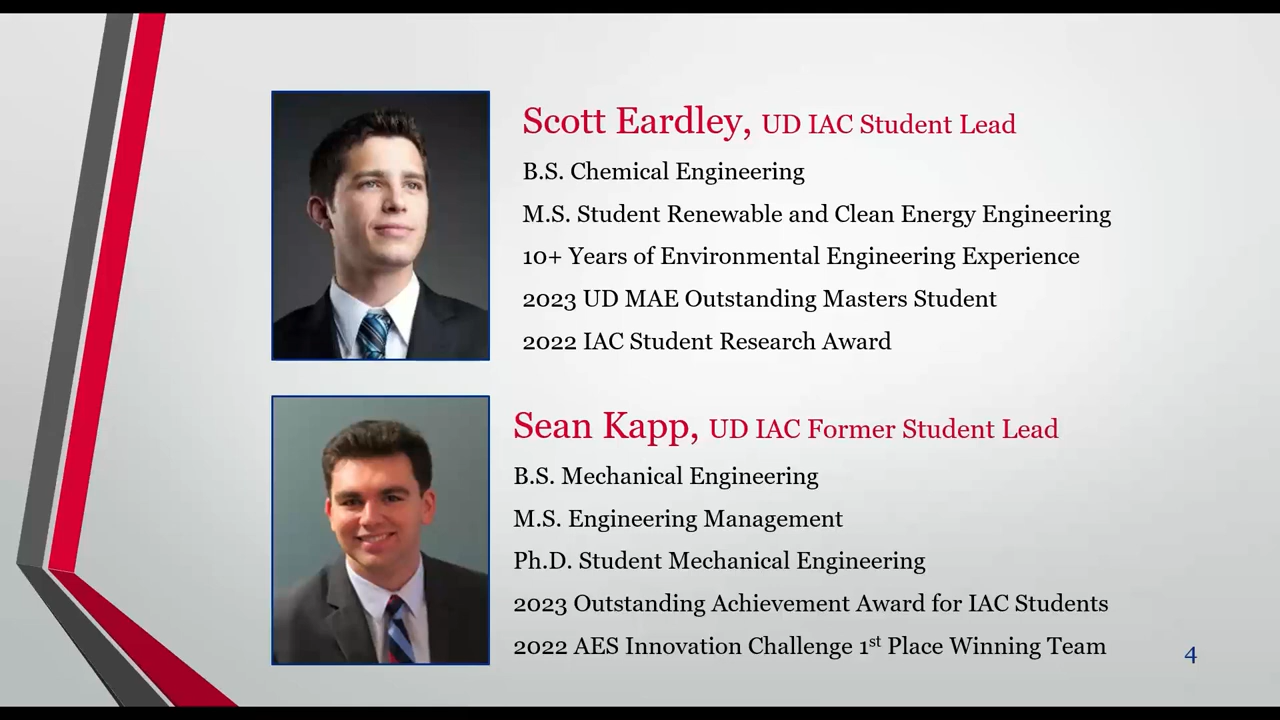 Scott Eardley, UD IAC Student Lead
B.S. Chemical Engineering
M.S. Student Renewable and Clean Energy Engineering
10+ Years of Environmental Engineering Experience
2023 UD MAE Outstanding Masters Student
2022 IAC Student Research Award
Sean Kapp, UD IAC Former Student Lead
B.S. Mechanical Engineering
M.S. Engineering Management
Ph.D. Student Mechanical Engineering
2023 Outstanding Achievement Award for IAC Students
2022 AES Innovation Challenge 1st Place Winning Team
4